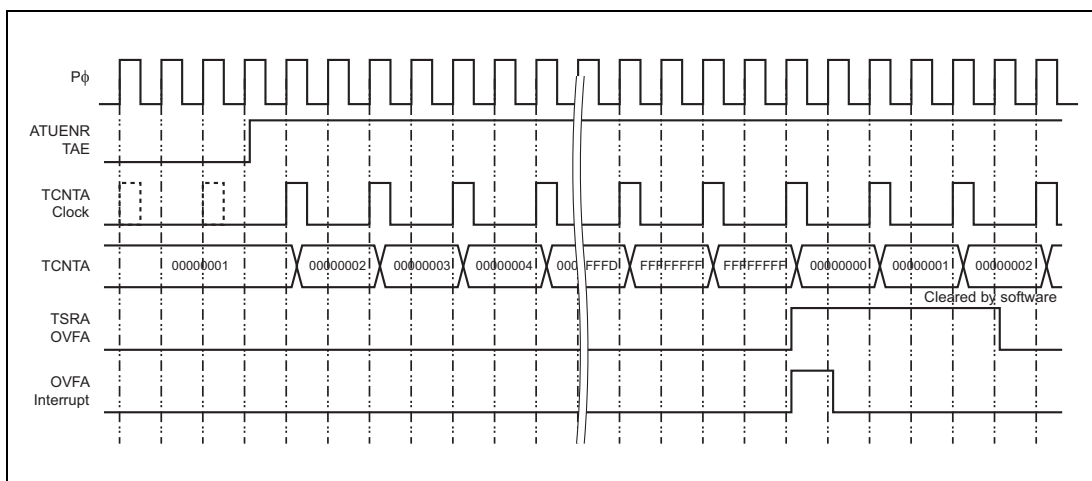 Pϕ
ATUENR
TAE
TCNTA
Clock
TCNTA
00000001
00000002
00000003
00000004
FFFD
FFFFFFFF
FFFFFFFF
00000000
00000001
00000002
Cleared by software
TSRA
OVFA
OVFA
Interrupt